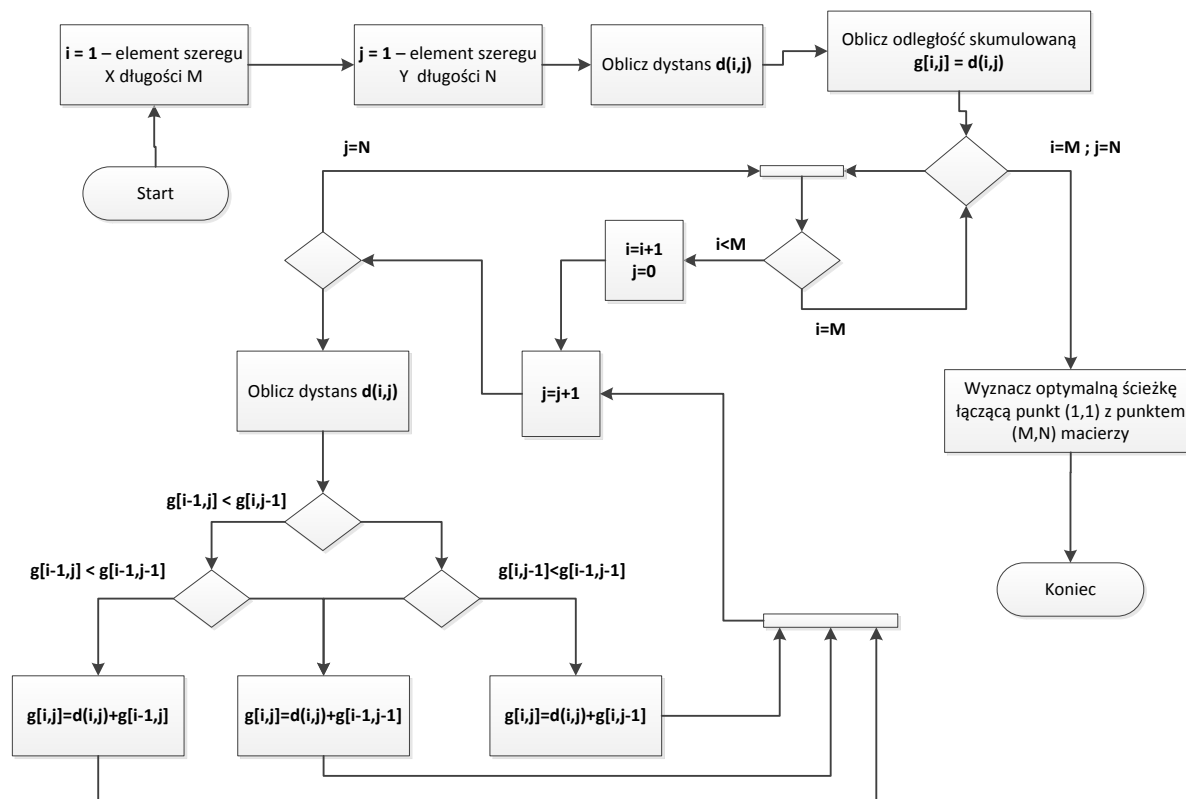 i = 1 – element szeregu
X długości M
j = 1 – element szeregu
Y długości N
Oblicz dystans d(i,j)
Oblicz odległość skumulowaną
g[i,j] = d(i,j)
Start
j=N
i=M ; j=N
i=i+1
j=0
i<M
i=M
Oblicz dystans d(i,j)
j=j+1
Wyznacz optymalną ścieżkę
łączącą punkt (1,1) z punktem
(M,N) macierzy
g[i-1,j] < g[i,j-1]
g[i-1,j] < g[i-1,j-1]
g[i,j-1]<g[i-1,j-1]
Koniec
g[i,j]=d(i,j)+g[i-1,j]
g[i,j]=d(i,j)+g[i-1,j-1]
g[i,j]=d(i,j)+g[i,j-1]